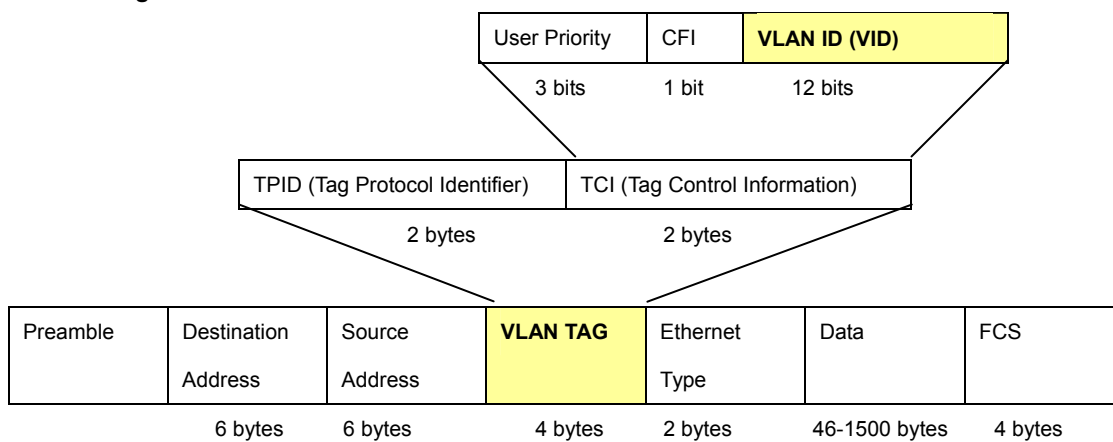 User Priority CFI VLAN ID (VID)
3 bits 1 bit 12 bits
TPID (Tag Protocol Identifier) TCI (Tag Control Information)
2 bytes 2 bytes
Preamble Destination Source VLAN TAG Ethernet Data FCS
Address Address Type
6 bytes 6 bytes 4 bytes 2 bytes 46-1500 bytes 4 bytes